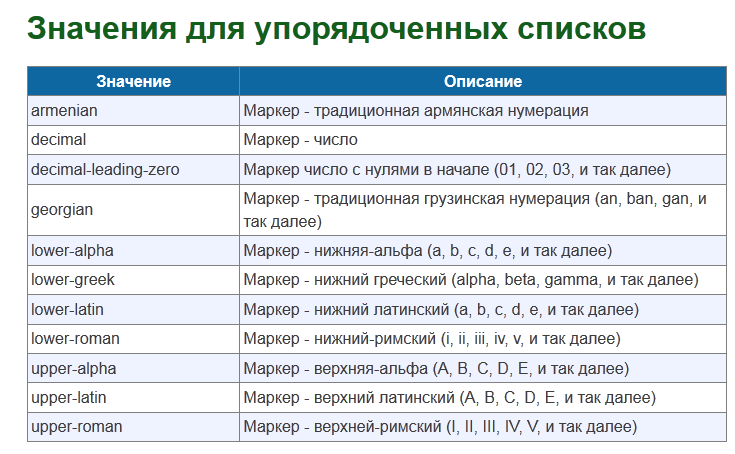 Значения для упорядоченных списков
Значение Описание
armenian Маркер - традиционная армянская нумерация
decimal Маркер - число
decimal-leading-zero Маркер число с нулями в начале (01, 02, 03, и так далее)
georgian Маркер - традиционная грузинская нумерация (an, ban, gan, и
так далее)
lower-alpha Маркер - нижняя-альфа (a, b, c, d, e, и так далее)
lower-greek Маркер - нижний греческий (alpha, beta, gamma, и так далее)
lower-latin Маркер - нижний латинский (a, b, c, d, e, и так далее)
lower-roman Маркер - нижний-римский (i, ii, iii, iv, v, и так далее)
upper-alpha Маркер - верхняя-альфа (A, B, C, D, E, и так далее)
upper-latin Маркер - верхний латинский (A, B, C, D, E, и так далее)
upper-roman Маркер - верхней-римский (I, II, III, IV, V, и так далее)